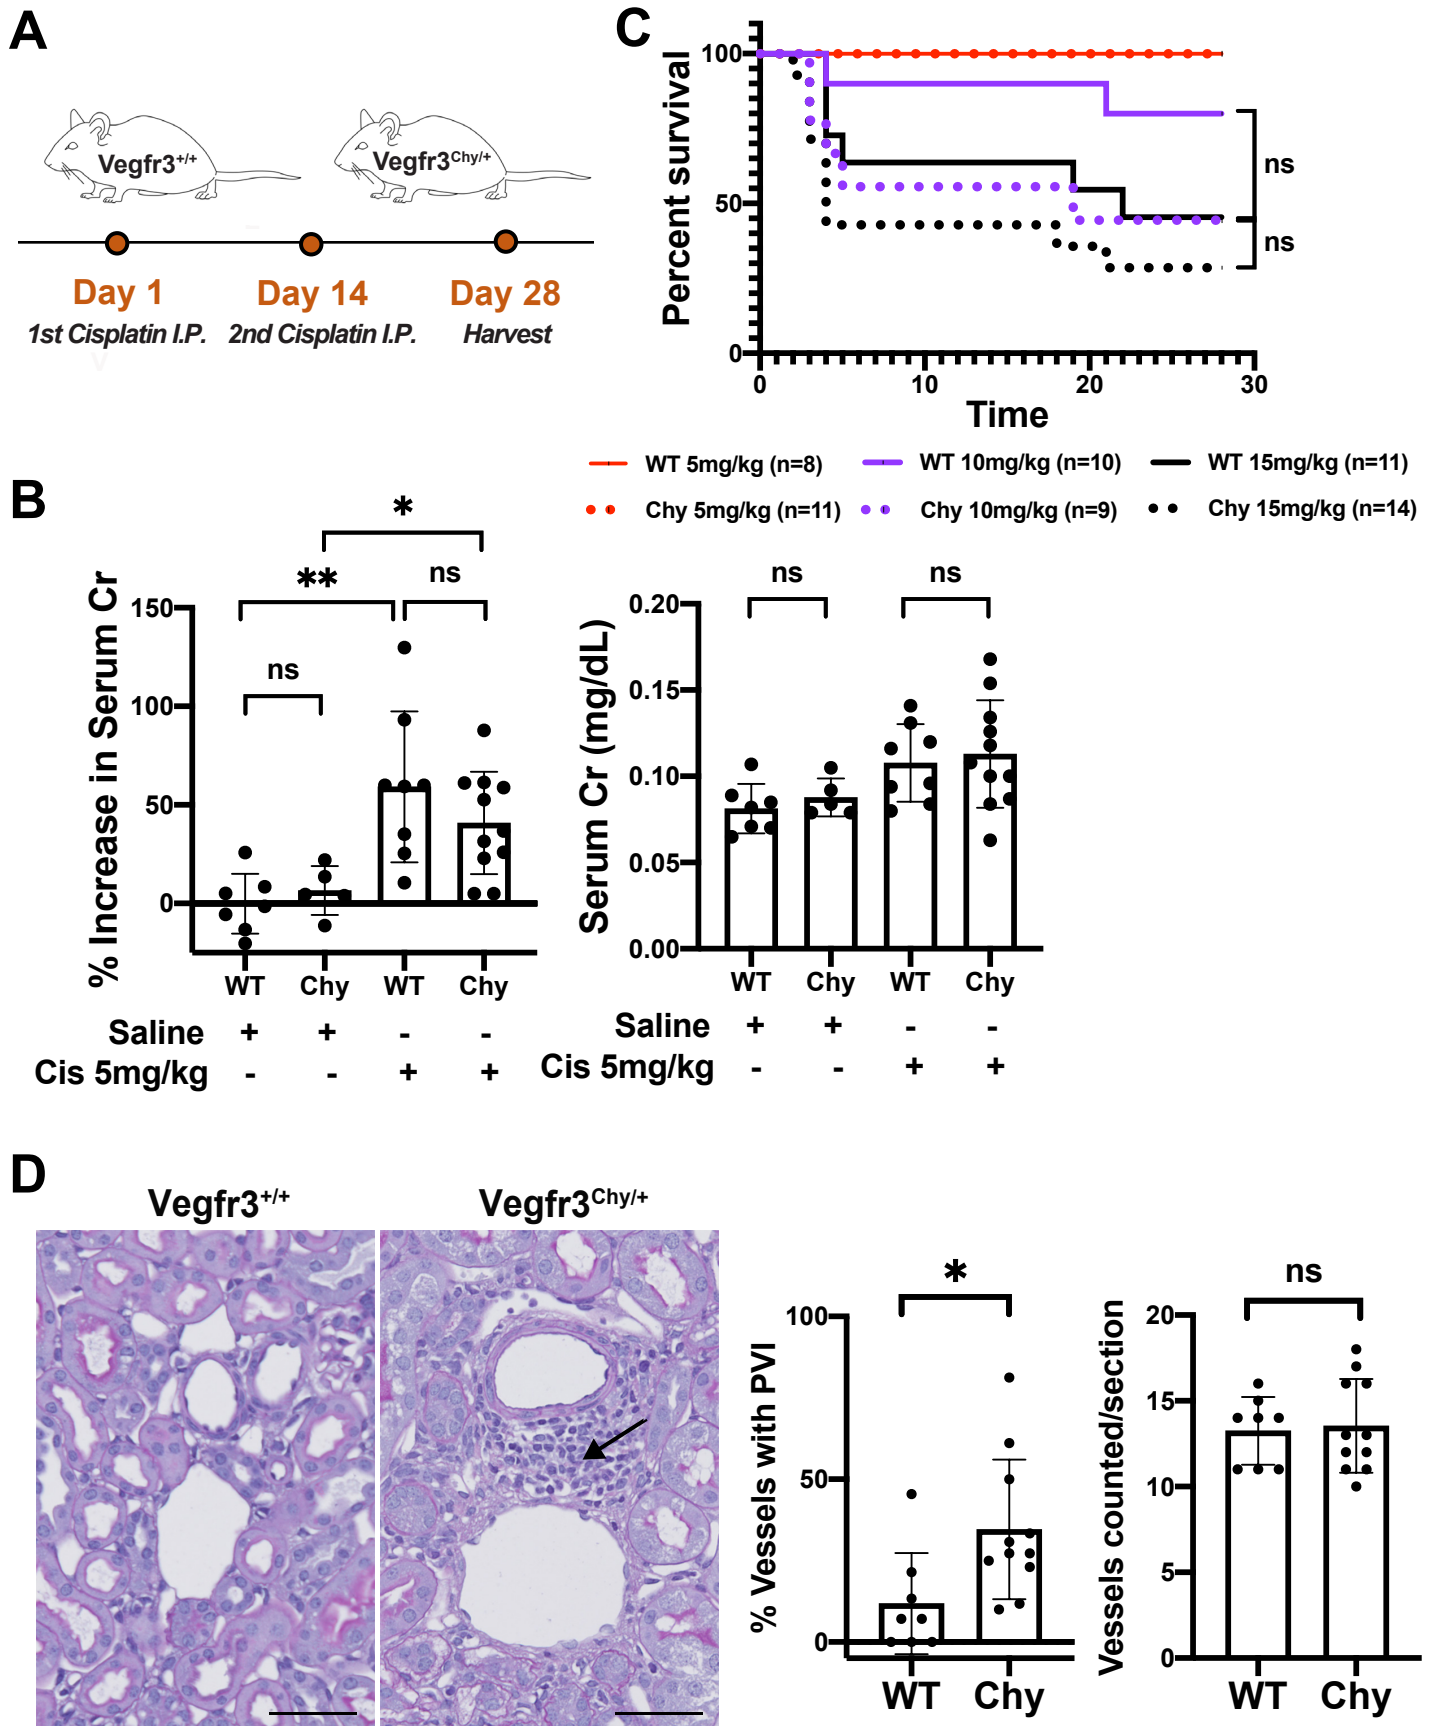 A
Vegfr3+/+
Vegfr3Chy/+
Day 1
Day 14
Day 28
1st Cisplatin I.P.
2nd Cisplatin I.P.
Harvest
C
Percent survival
100
50
0
0
10
20
30
Time
ns
ns
WT 5mg/kg (n=8)
WT 10mg/kg (n=10)
WT 15mg/kg (n=11)
Chy 5mg/kg (n=11)
Chy 10mg/kg (n=9)
Chy 15mg/kg (n=14)
B
% Increase in Serum Cr
150
100
50
0
*
**
ns
ns
WT Chy WT Chy
Saline + + - -
Cis 5mg/kg - - + +
Serum Cr (mg/dL)
0.20
0.15
0.10
0.05
0.00
ns
ns
WT Chy WT Chy
Saline + + - -
Cis 5mg/kg - - + +
D
Vegfr3+/+
Vegfr3Chy/+
% Vessels with PVI
100
50
0
*
WT Chy
Vessels counted/section
20
15
10
5
0
ns
WT Chy